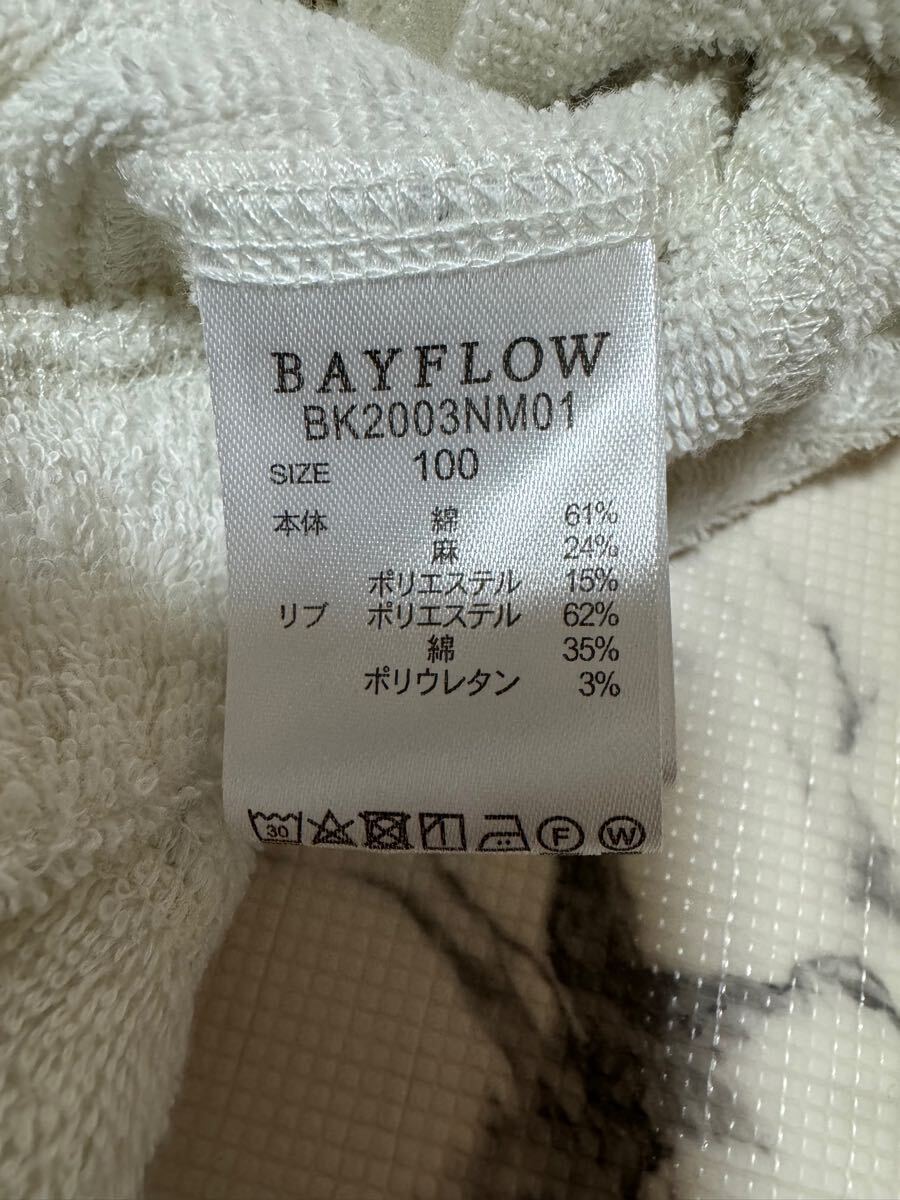 BAYFLOW
BK2003NM01
SIZE 100
本体 綿 61%
麻 24%
ポリエステル 15%
リブ ポリエステル 62%
綿 35%
ポリウレタン 3%
30 F W